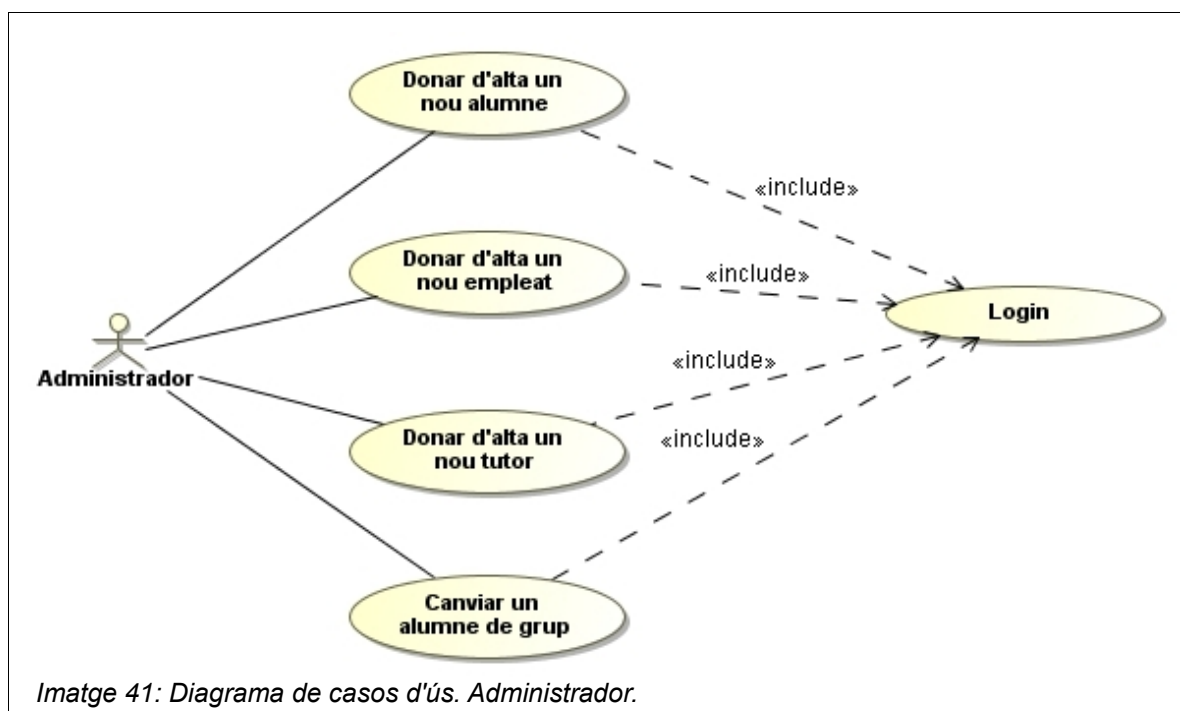 Donar d'alta un
nou alumne
«include»
Donar d'alta un
nou empleat
«include»
Login
Administrador
«include»
Donar d'alta un
nou tutor
«include»
Canviar un
alumne de grup
Imatge 41: Diagrama de casos d'ús. Administrador.